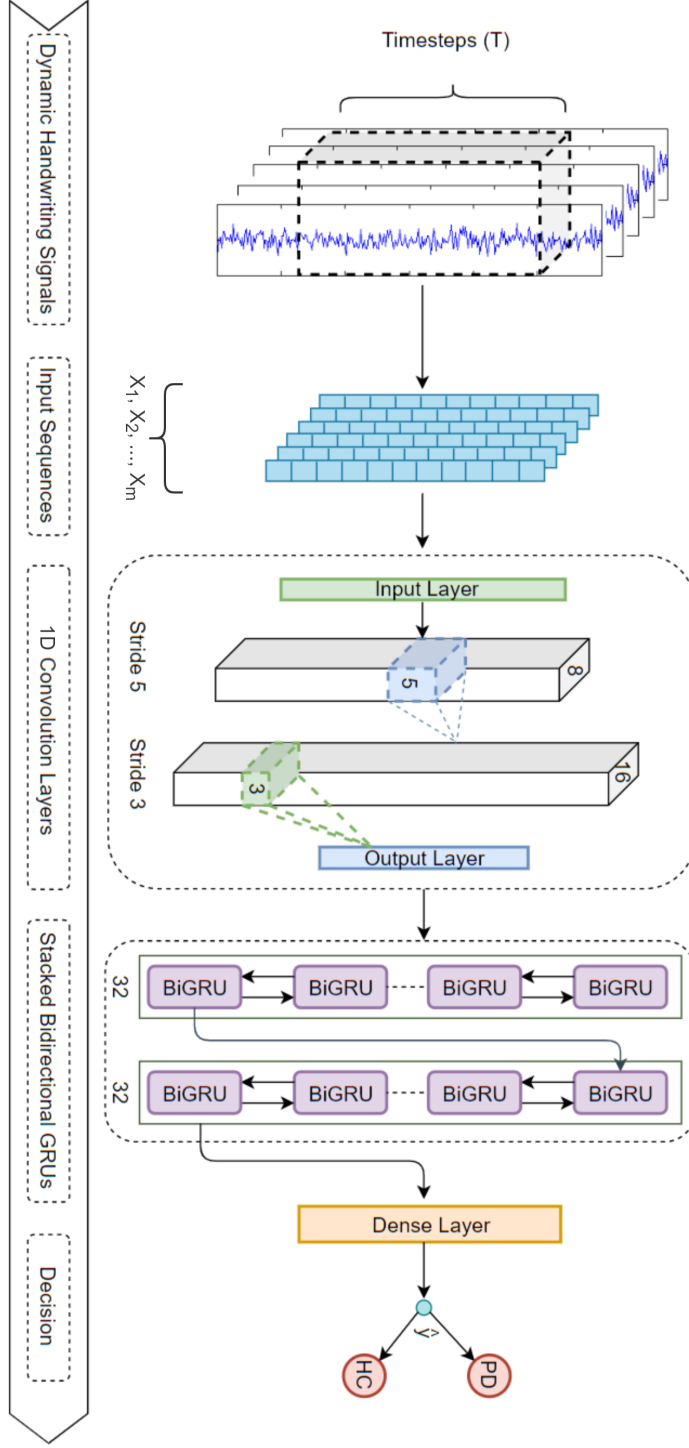 Timesteps (T)
Dynamic Handwriting Signals
Input Sequences
X1, X2, ..., Xm
1D Convolution Layers
Input Layer
Stride 5
8
5
Stride 3
16
3
Output Layer
Stacked Bidirectional GRUs
32
BiGRU BiGRU BiGRU BiGRU
32
BiGRU BiGRU BiGRU BiGRU
Dense Layer
Decision
ŷ
HC PD